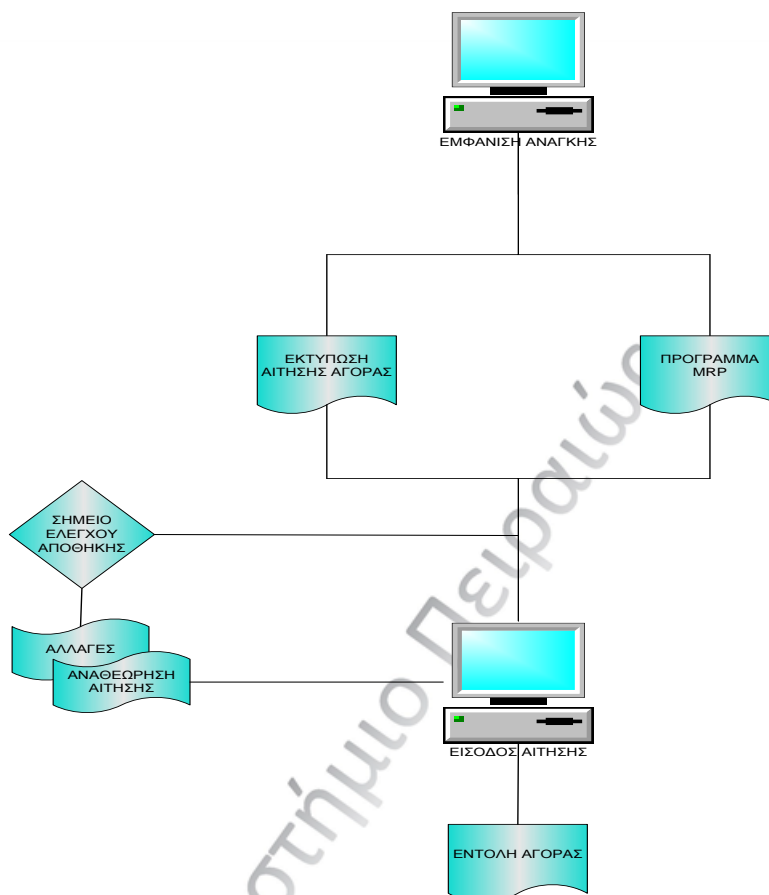 ΕΜΦΑΝΙΣΗ ΑΝΑΓΚΗΣ
ΕΚΤΥΠΩΣΗ
ΑΙΤΗΣΗΣ ΑΓΟΡΑΣ
ΠΡΟΓΡΑΜΜΑ
MRP
ΣΗΜΕΙΟ
ΕΛΕΓΧΟΥ
ΑΠΟΘΗΚΗΣ
ΑΛΛΑΓΕΣ
ΑΝΑΘΕΩΡΗΣΗ
ΑΙΤΗΣΗΣ
ΕΙΣΟΔΟΣ ΑΙΤΗΣΗΣ
ΕΝΤΟΛΗ ΑΓΟΡΑΣ